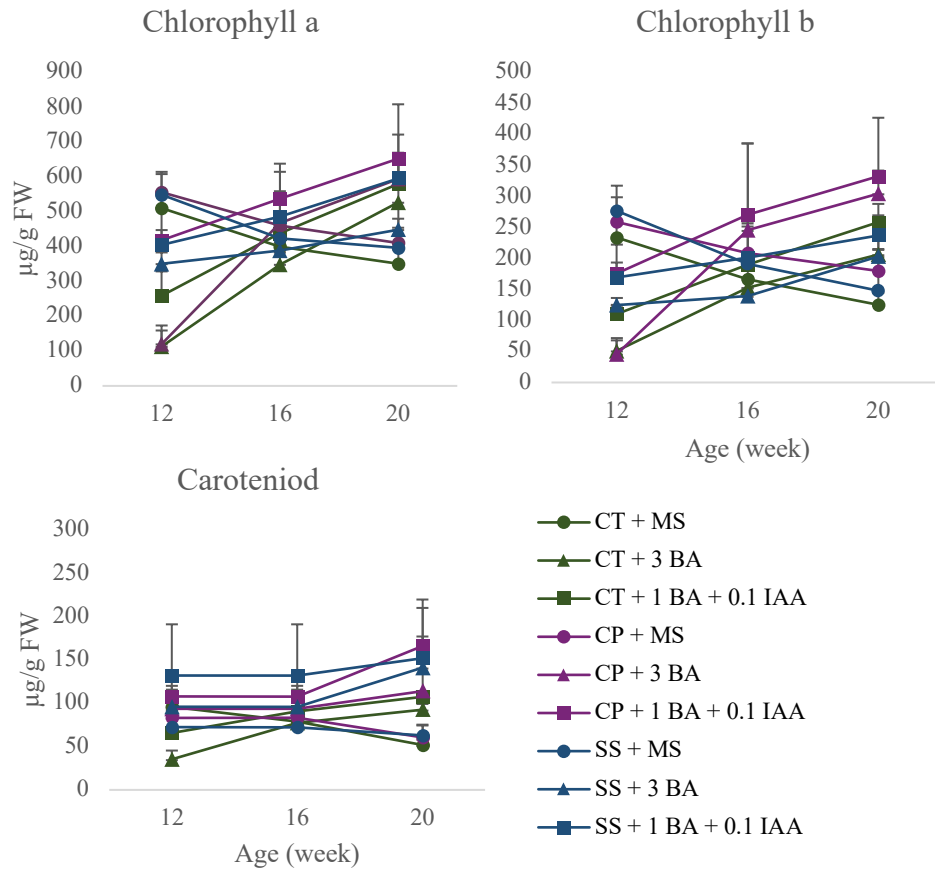 Chlorophyll a
µg/g FW
900
800
700
600
500
400
300
200
100
0
12 16 20
Chlorophyll b
500
450
400
350
300
250
200
150
100
50
0
12 16 20
Age (week)
Caroteniod
µg/g FW
300
250
200
150
100
50
0
12 16 20
Age (week)
CT + MS
CT + 3 BA
CT + 1 BA + 0.1 IAA
CP + MS
CP + 3 BA
CP + 1 BA + 0.1 IAA
SS + MS
SS + 3 BA
SS + 1 BA + 0.1 IAA